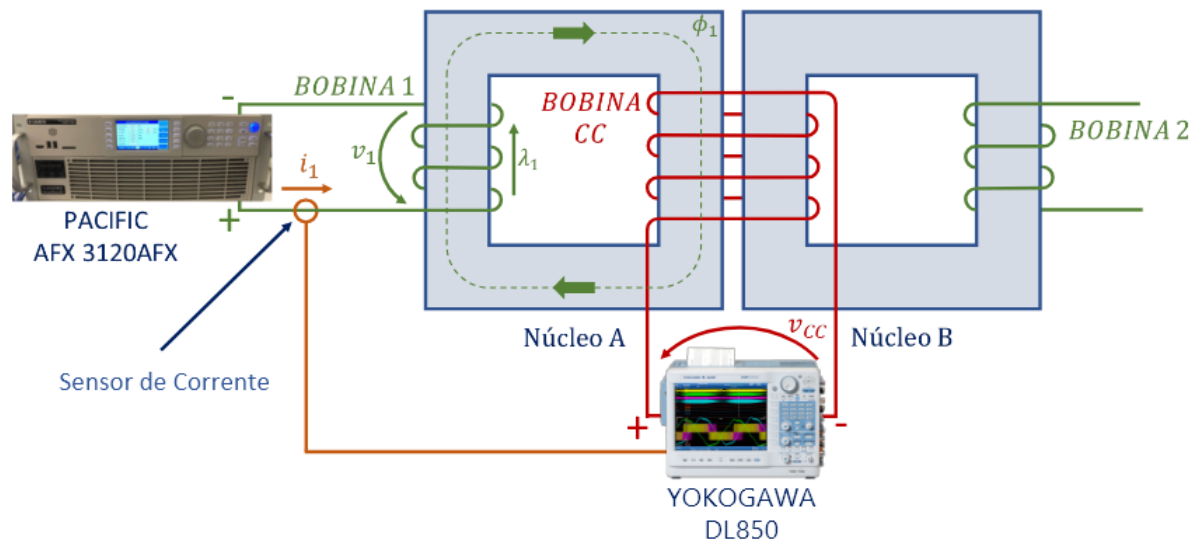 ϕ₁
BOBINA 1
BOBINA
CC
BOBINA 2
-
v₁
λ₁
i₁
+
PACIFIC
AFX 3120AFX
Núcleo A
v_CC
Núcleo B
Sensor de Corrente
+
-
YOKOGAWA
DL850